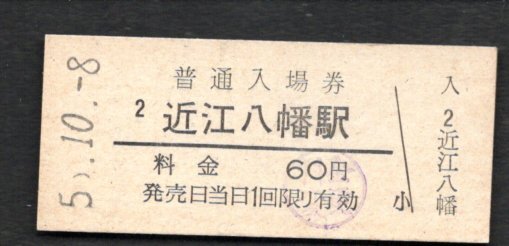 10.-8
普通入場券
2 近江八幡駅
料金 60円
発売日当日1回限り有効
小
入
2
近江八幡